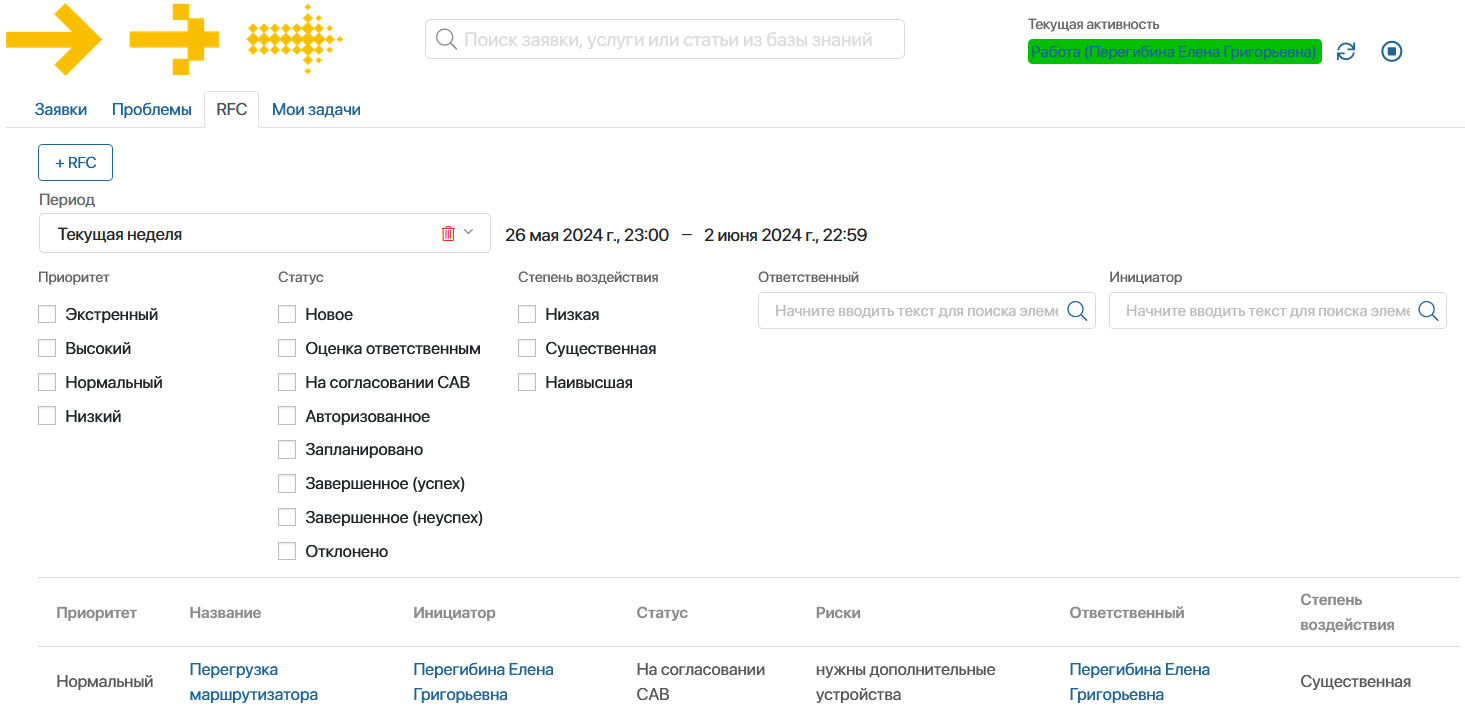 Поиск заявки, услуги или статьи из базы знаний
Текущая активность
Работа (Перегибина Елена Григорьевна)
Заявки Проблемы RFC Мои задачи
+ RFC
Период
Текущая неделя 26 мая 2024 г., 23:00 – 2 июня 2024 г., 22:59
Приоритет Статус Степень воздействия Ответственный Инициатор
Экстренный Новое Низкая Начните вводить текст для поиска элеме Начните вводить текст для поиска элеме
Высокий Оценка ответственным Существенная
Нормальный На согласовании CAB Наивысшая
Низкий Авторизованное
Запланировано
Завершенное (успех)
Завершенное (неуспех)
Отклонено
Приоритет Название Инициатор Статус Риски Ответственный Степень
воздействия
Нормальный Перегрузка Перегибина Елена На согласовании нужны дополнительные Перегибина Елена Существенная
маршрутизатора Григорьевна CAB устройства Григорьевна